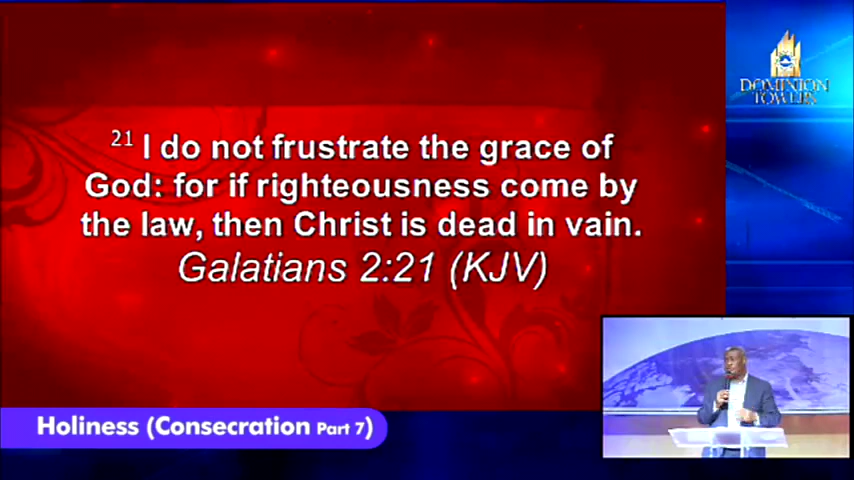 DOMINION
TOWERS
21 I do not frustrate the grace of
God: for if righteousness come by
the law, then Christ is dead in vain.
Galatians 2:21 (KJV)
Holiness (Consecration Part 7)